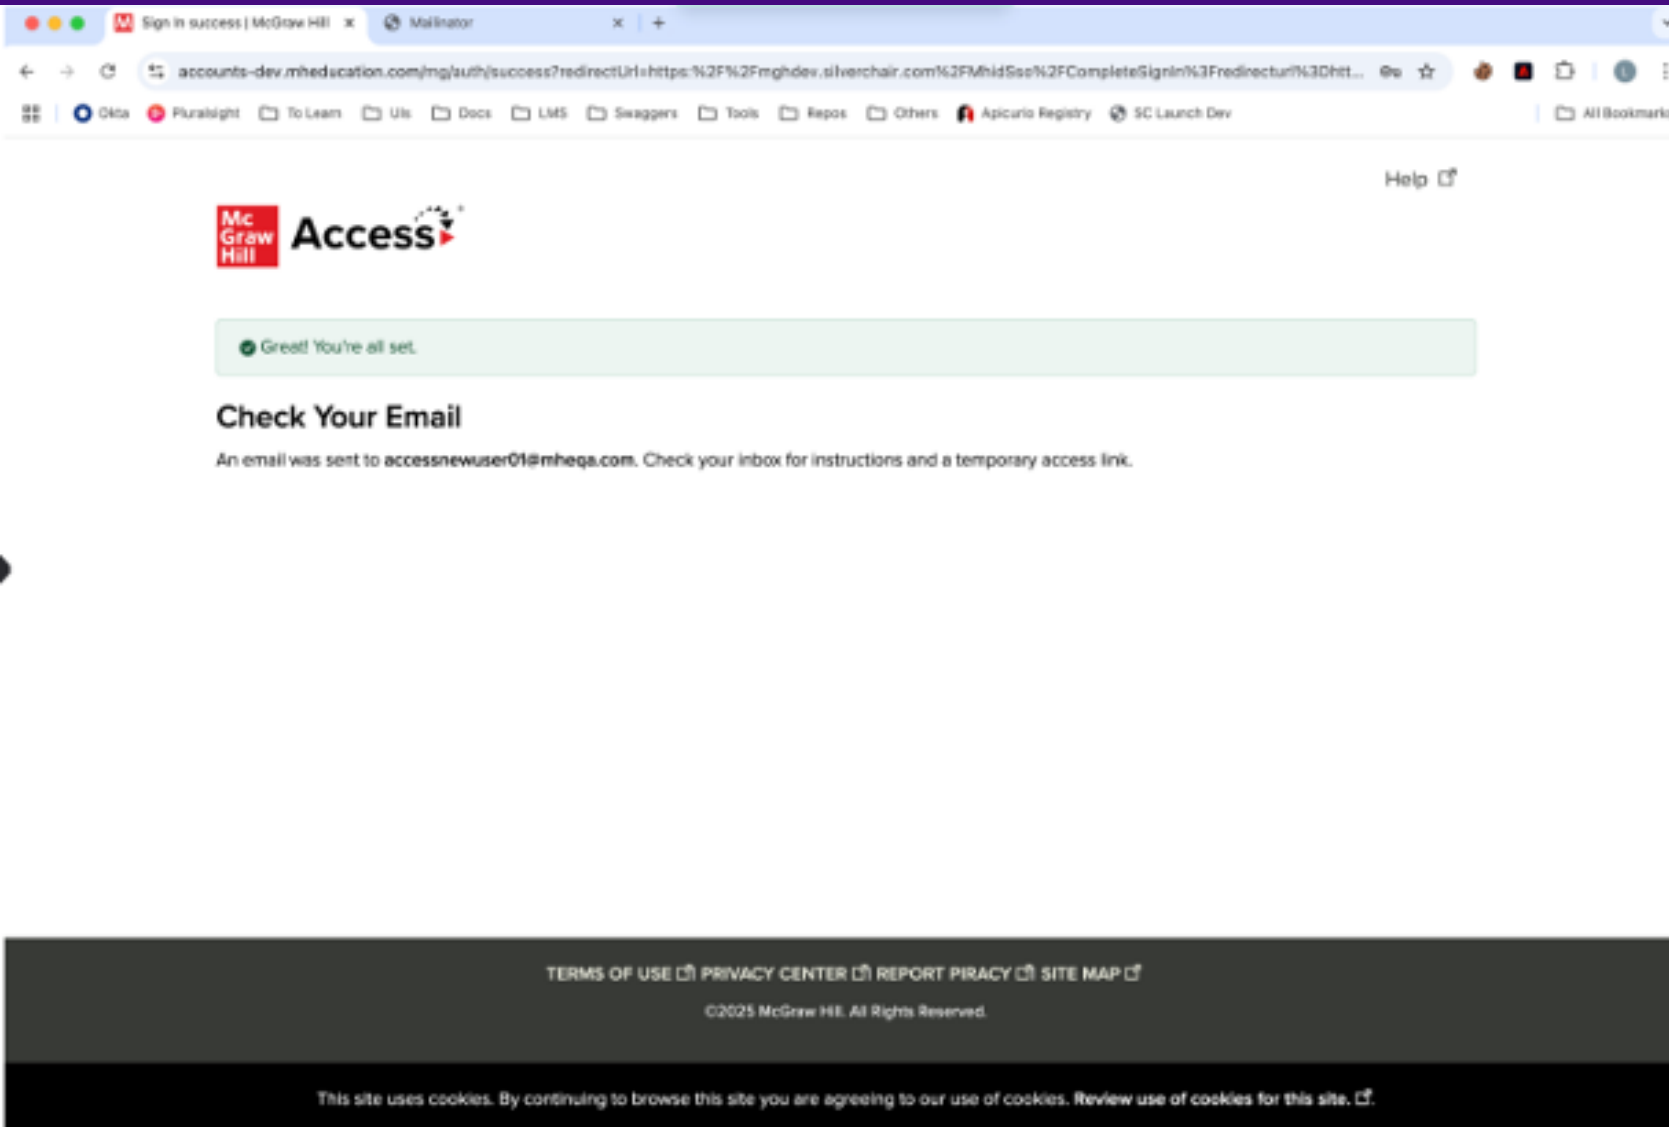 Sign in success | McGraw Hill
Mailinator
accounts-dev.mheducation.com/mg/auth/success?redirectUrl=https:%2F%2Fmghdev.silverchair.com%2FMhidSso%2FCompleteSignIn%3Fredirecturl%3Dhtt...
Okta Pluralsight To Learn UIs Docs LMS Swaggers Tools Repos Others Apicurio Registry SC Launch Dev All Bookmarks
Help
Mc
Graw
Hill
Access
Great! You're all set.
Check Your Email
An email was sent to accessnewuser01@mheqa.com. Check your inbox for instructions and a temporary access link.
TERMS OF USE PRIVACY CENTER REPORT PIRACY SITE MAP
©2025 McGraw Hill. All Rights Reserved.
This site uses cookies. By continuing to browse this site you are agreeing to our use of cookies. Review use of cookies for this site.